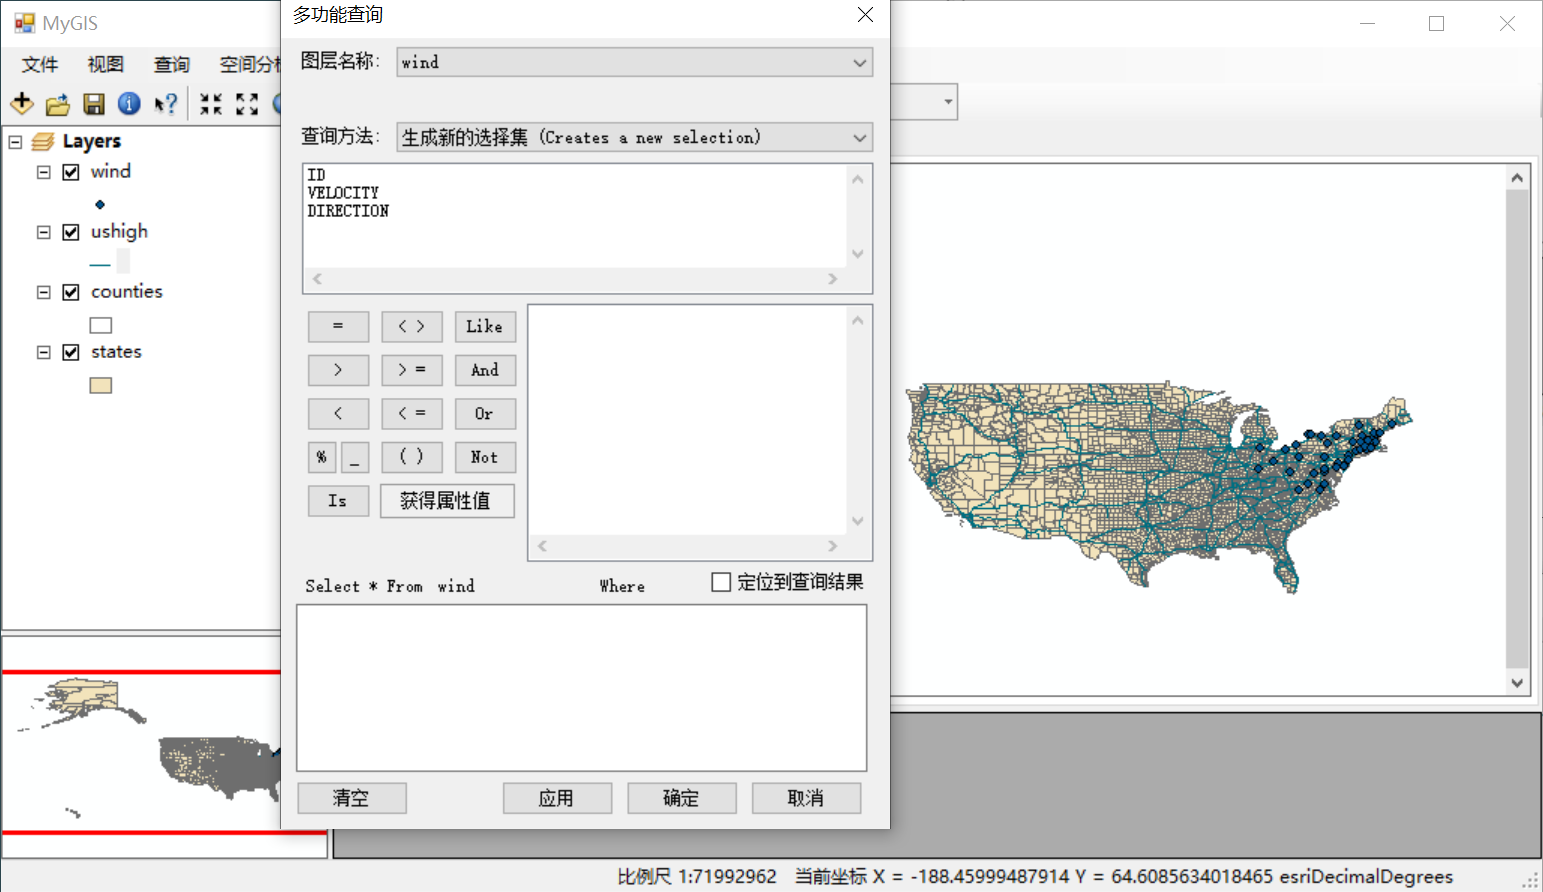 MyGIS
多功能查询
文件 视图 查询 空间分析
图层名称: wind
查询方法: 生成新的选择集 (Creates a new selection)
Layers
wind
ushigh
counties
states
ID
VELOCITY
DIRECTION
= < > Like
> > = And
< < = Or
% _ ( ) Not
Is 获得属性值
Select * From wind Where 定位到查询结果
清空 应用 确定 取消
比例尺 1:71992962 当前坐标 X = -188.45999487914 Y = 64.6085634018465 esriDecimalDegrees